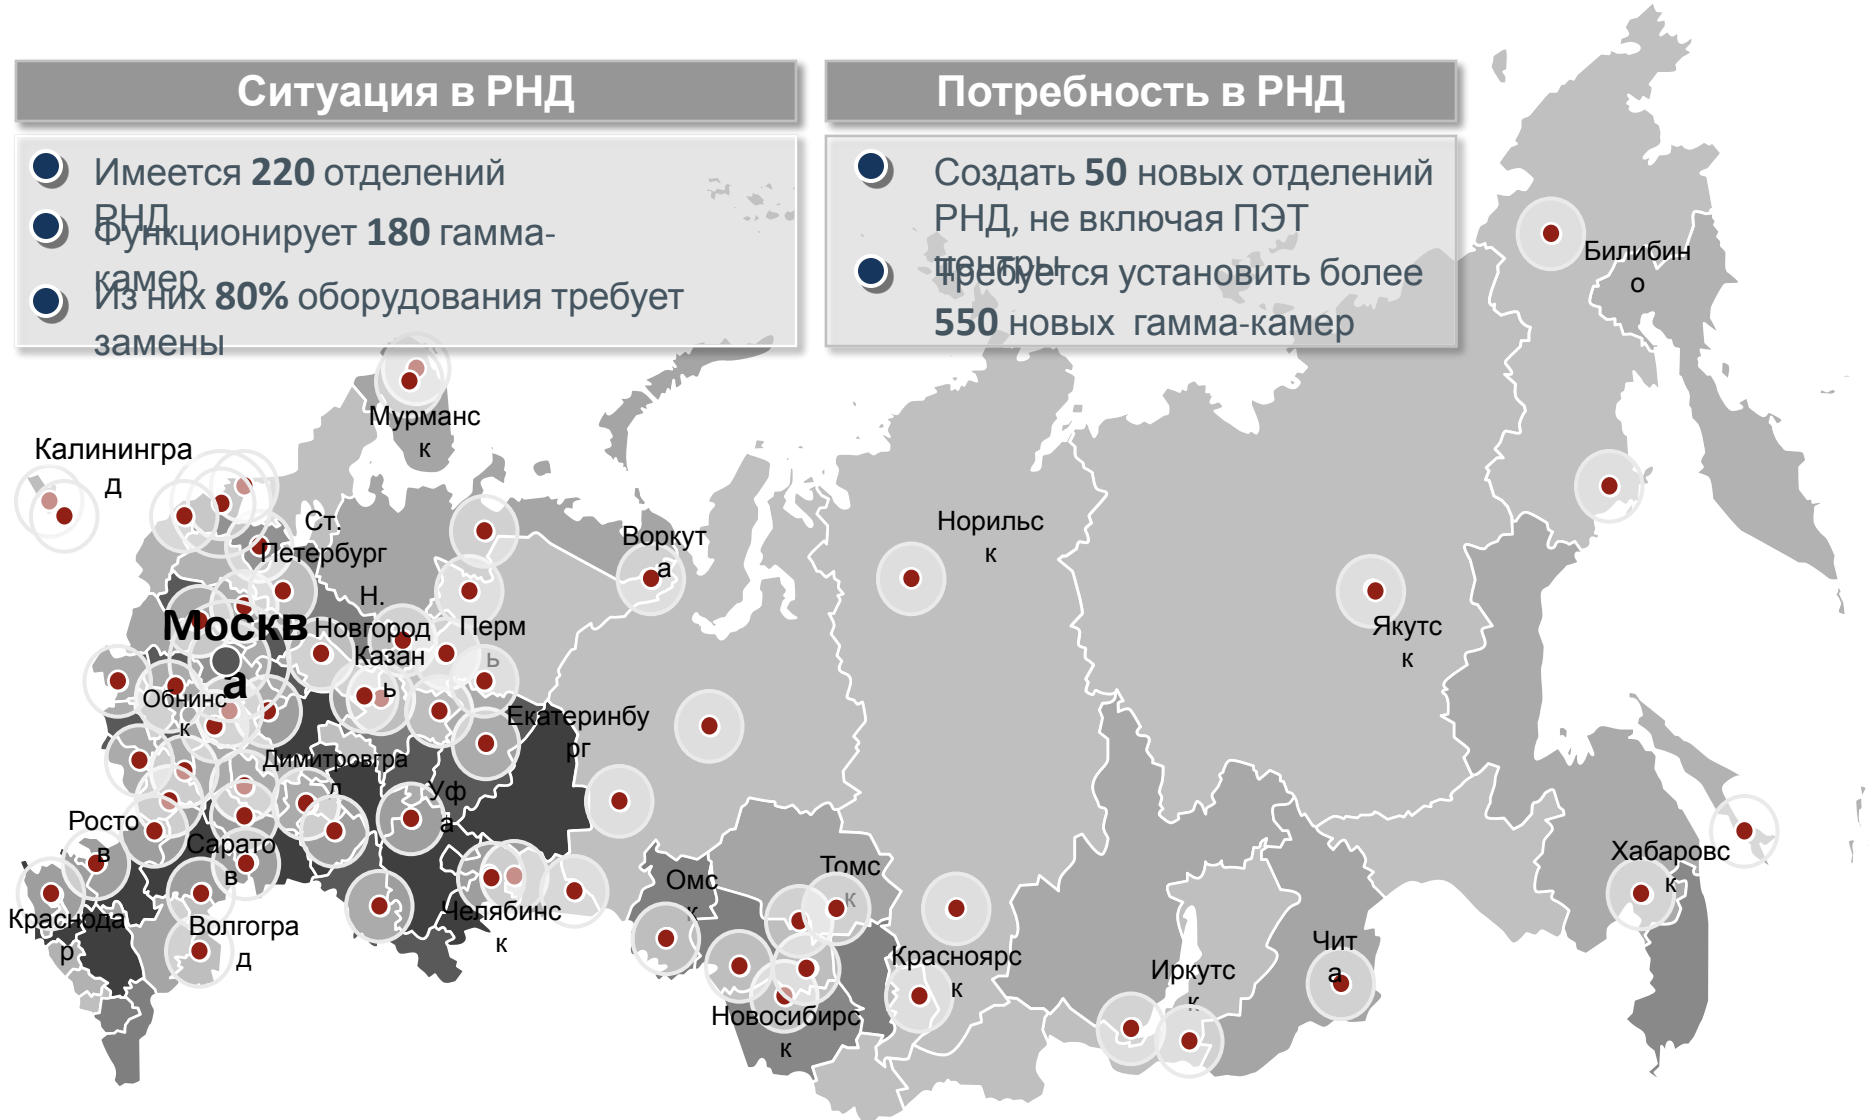 Ситуация в РНД
Имеется 220 отделений
РНД
Функционирует 180 гамма-
камер
Из них 80% оборудования требует
замены
Потребность в РНД
Создать 50 новых отделений
РНД, не включая ПЭТ
центры
Требуется установить более
550 новых гамма-камер
Билибин
о
Мурманс
к
Калинингра
д
Ст.
Петербург
Воркут
а
Норильс
к
Н.
Новгород
Москв
а
Пермь
Казан
ь
Якутс
к
Обнинс
к
Екатеринбу
рг
Димитровгра
д
Уф
а
Росто
в
Сарато
в
Томс
к
Омс
к
Хабаровс
к
Краснода
р
Волгогра
д
Челябинс
к
Красноярс
к
Чит
а
Иркутс
к
Новосибирс
к